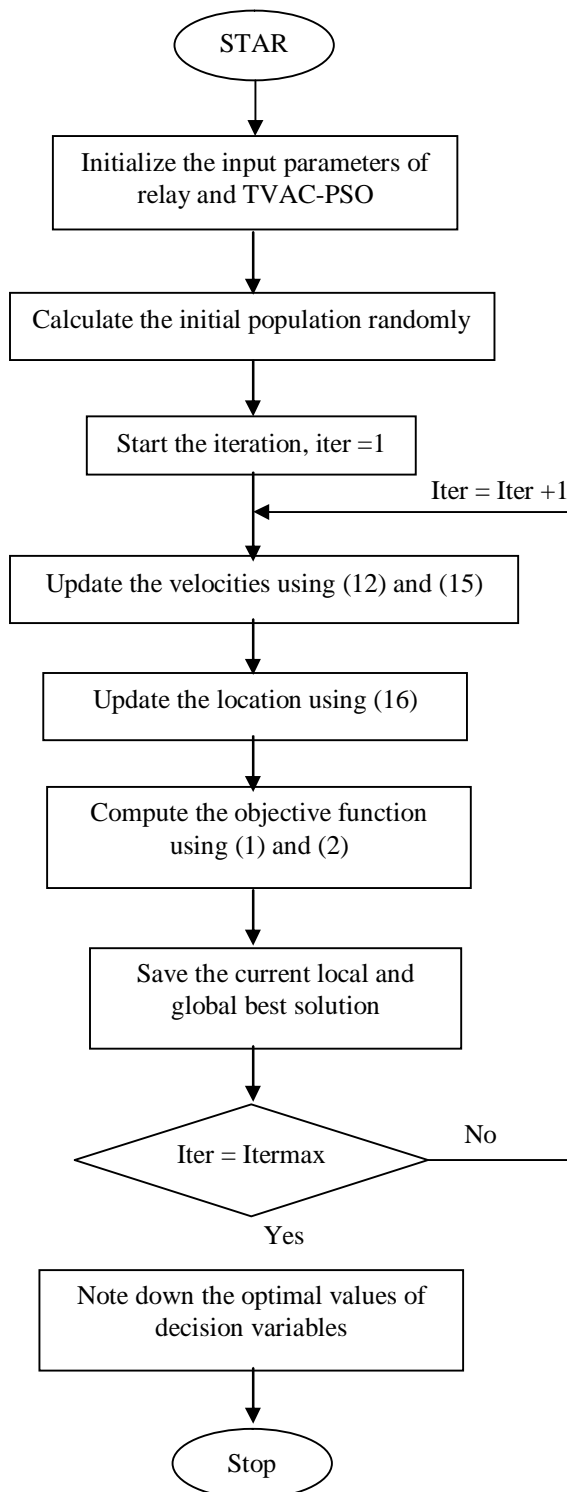 STAR
Initialize the input parameters of
relay and TVAC-PSO
Calculate the initial population randomly
Start the iteration, iter =1
Iter = Iter +1
Update the velocities using (12) and (15)
Update the location using (16)
Compute the objective function
using (1) and (2)
Save the current local and
global best solution
Iter = Itermax
No
Yes
Note down the optimal values of
decision variables
Stop